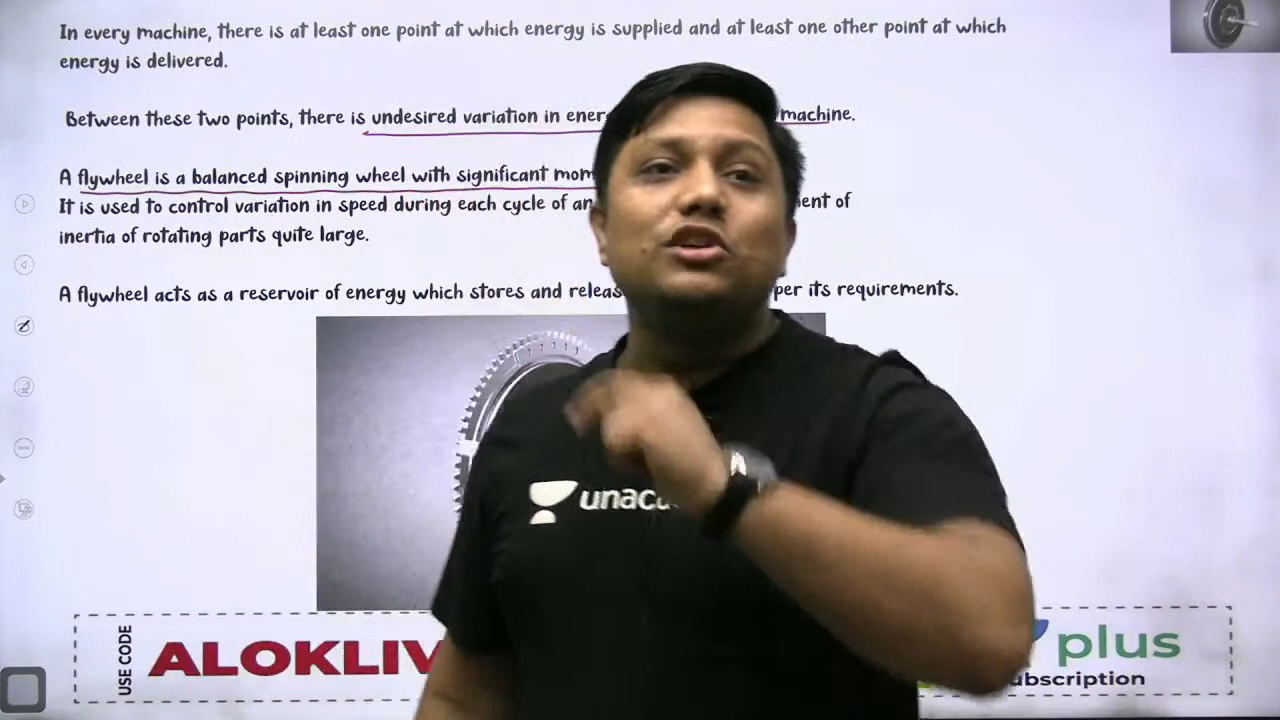 In every machine, there is at least one point at which energy is supplied and at least one other point at which
energy is delivered.
Between these two points, there is undesired variation in machine.
A flywheel is a balanced spinning wheel with significant
It is used to control variation in speed during each cycle of of
inertia of rotating parts quite large.
A flywheel acts as a reservoir of energy which stores and per its requirements.
USE CODE
plus